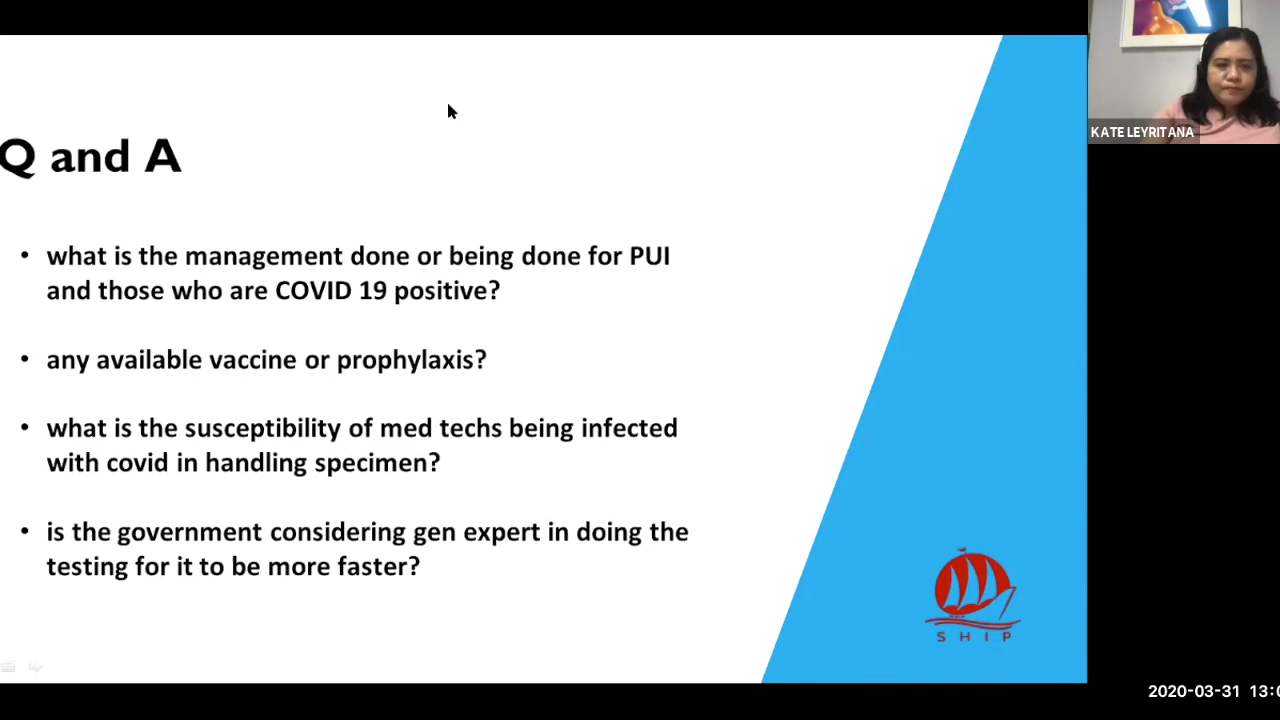 Q and A
• what is the management done or being done for PUI
and those who are COVID 19 positive?
• any available vaccine or prophylaxis?
• what is the susceptibility of med techs being infected
with covid in handling specimen?
• is the government considering gen expert in doing the
testing for it to be more faster?
SHIP
KATE LEYRITANA
2020-03-31 13:0